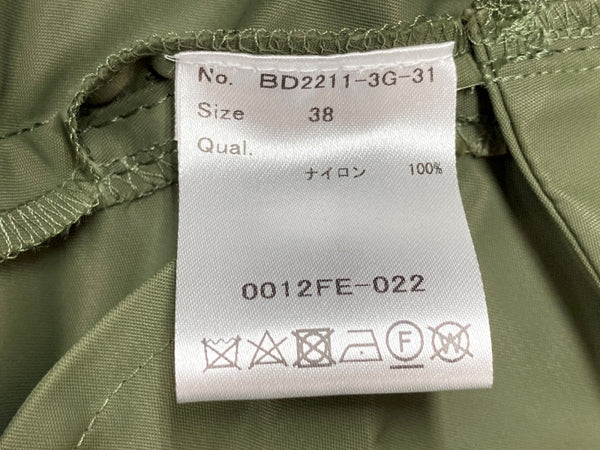 No. BD2211-3G-31
Size 38
Qual.
ナイロン 100%
0012FE-022
F W